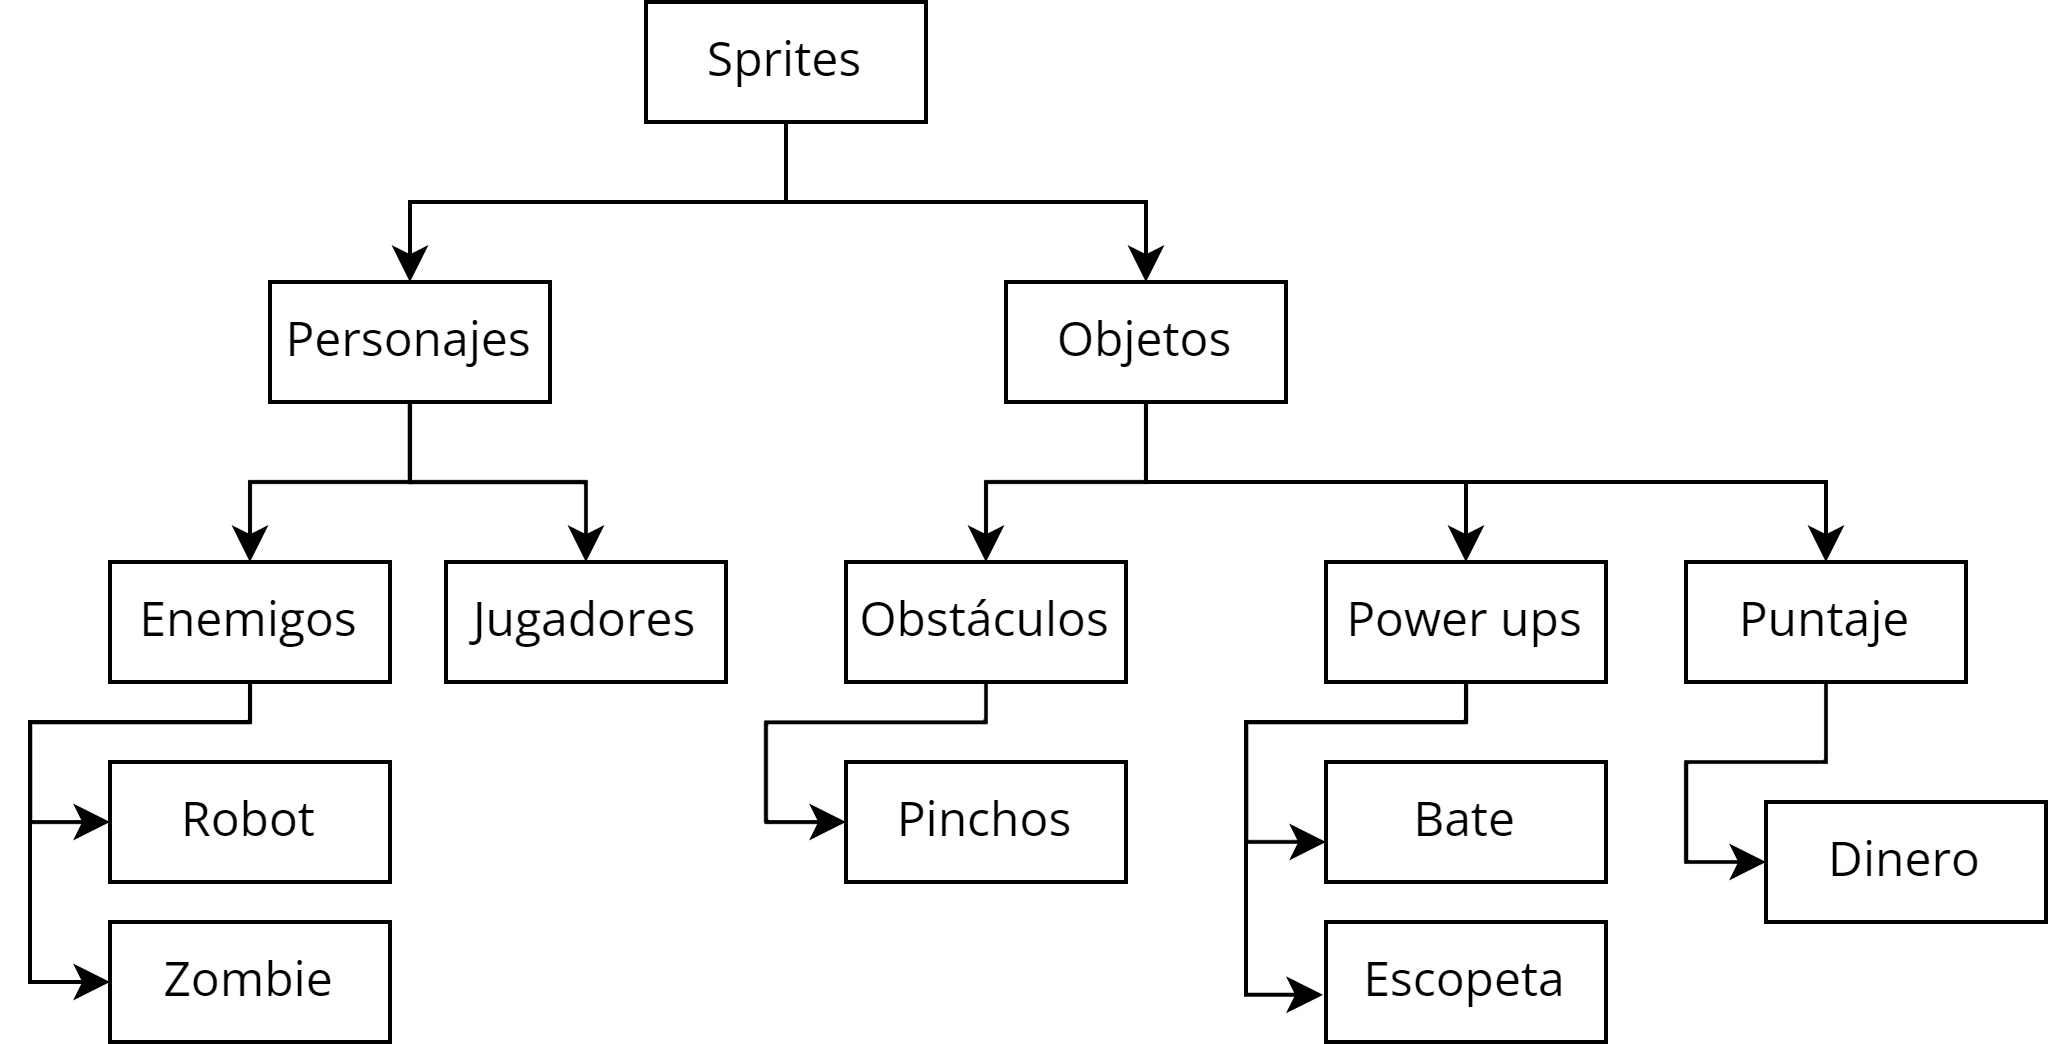 Sprites
Personajes
Objetos
Enemigos
Jugadores
Obstáculos
Power ups
Puntaje
Robot
Pinchos
Bate
Dinero
Zombie
Escopeta